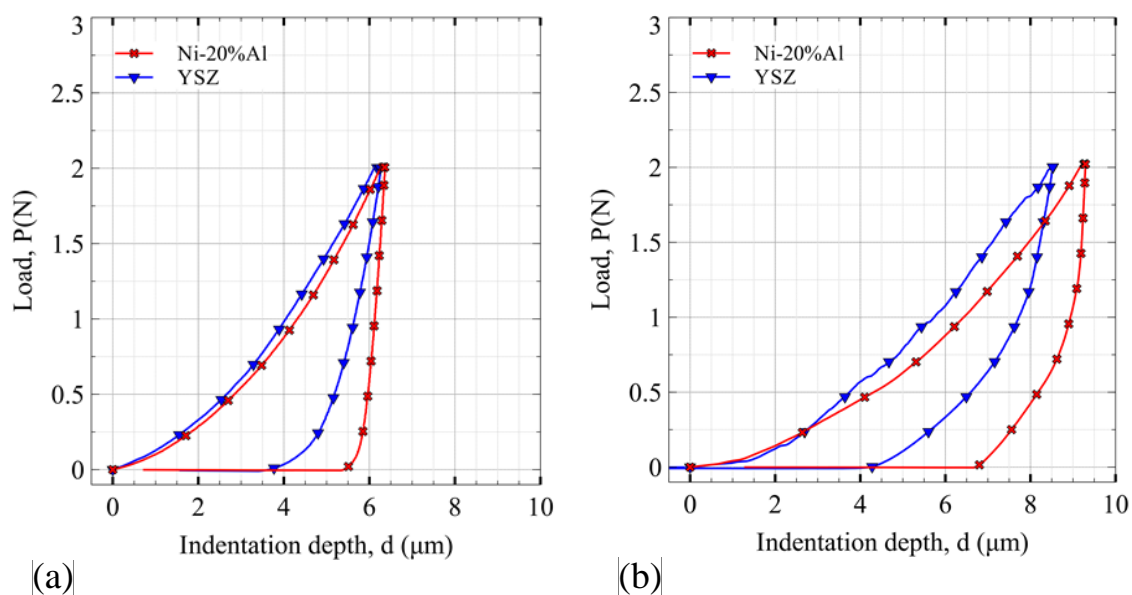 3
2.5
2
1.5
1
0.5
0
Load, P(N)
Ni-20%Al
YSZ
0 2 4 6 8 10
Indentation depth, d (μm)
(a)
3
2.5
2
1.5
1
0.5
0
Load, P(N)
Ni-20%Al
YSZ
0 2 4 6 8 10
Indentation depth, d (μm)
(b)